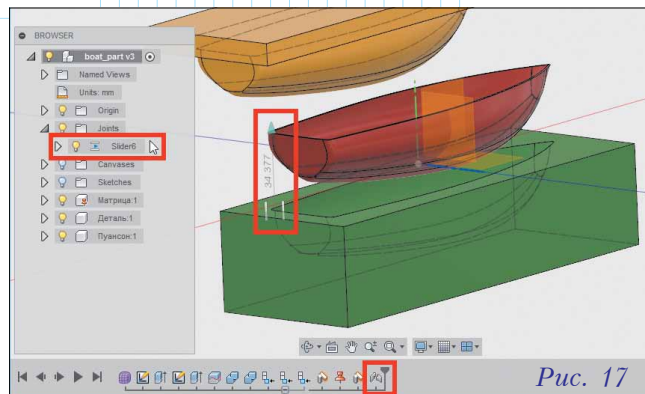 BROWSER
boat_part v3
Named Views
Units: mm
Origin
Joints
Slider6
Canvases
Sketches
Матрица:1
Деталь:1
Пуансон:1
34.377
Рис. 17